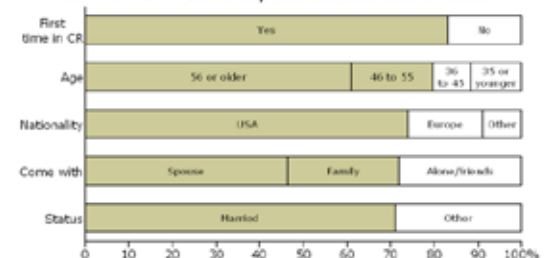 First
time in CR
Yes
No
Age
56 or older
46 to 55
36
to 45
35 or
younger
Nationality
USA
Europe
Other
Come with
Spouse
Family
Alone/friends
Status
Married
Other
0 10 20 30 40 50 60 70 80 90 100%